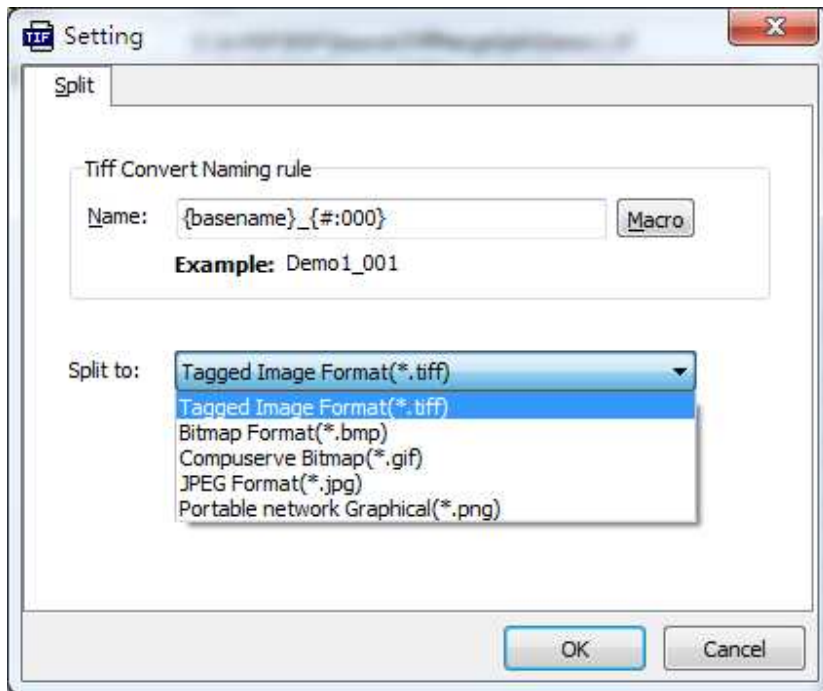 TIF Setting
Split
Tiff Convert Naming rule
Name: {basename}_{#:000} Macro
Example: Demo1_001
Split to: Tagged Image Format(*.tiff)
Tagged Image Format(*.tiff)
Bitmap Format(*.bmp)
Compuserve Bitmap(*.gif)
JPEG Format(*.jpg)
Portable network Graphical(*.png)
OK Cancel